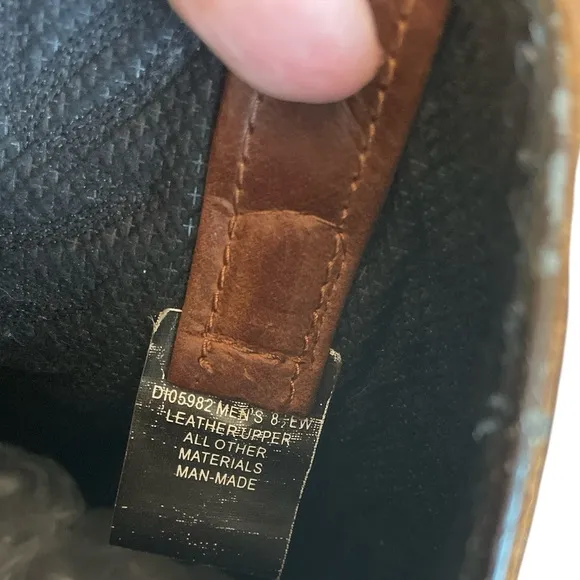 DI05982 MEN'S 8 EW
LEATHER UPPER
ALL OTHER
MATERIALS
MAN-MADE